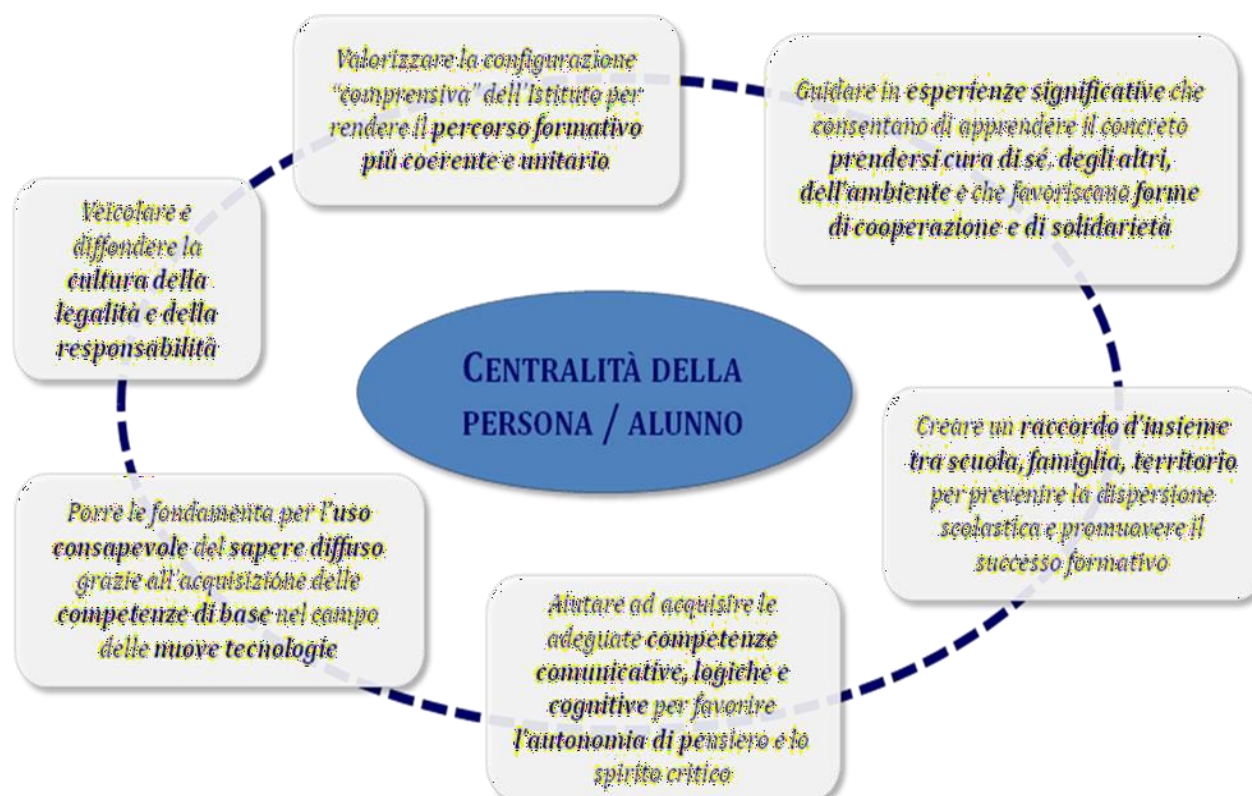 Valorizzare la configurazione
"comprensiva" dell'Istituto per
rendere il percorso formativo
più coerente e unitario
Guidare in esperienze significative che
consentano di apprendere il concreto
prendersi cura di sé, degli altri,
dell'ambiente e che favoriscano forme
di cooperazione e di solidarietà
Veicolare e
diffondere la
cultura della
legalità e della
responsabilità
CENTRALITÀ DELLA
PERSONA / ALUNNO
Creare un raccordo d'insieme
tra scuola, famiglia, territorio
per prevenire la dispersione
scolastica e promuovere il
successo formativo
Porre le fondamenta per l'uso
consapevole del sapere diffuso
grazie all'acquisizione delle
competenze di base nel campo
delle nuove tecnologie
Aiutare ad acquisire le
adeguate competenze
comunicative, logiche e
cognitive per favorire
l'autonomia di pensiero e lo
spirito critico